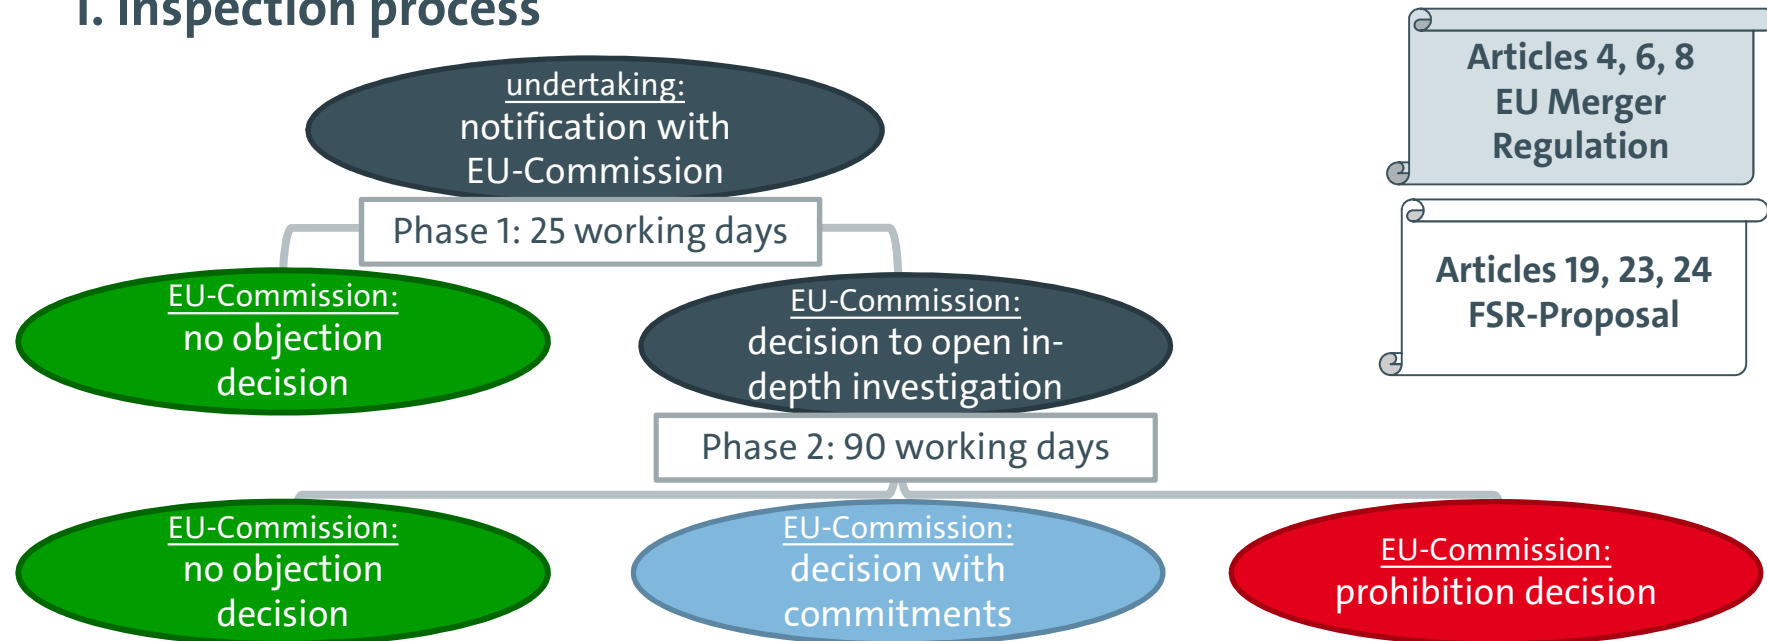 I. Inspection process
undertaking:
notification with
EU-Commission
Articles 4, 6, 8
EU Merger
Regulation
Phase 1: 25 working days
Articles 19, 23, 24
FSR-Proposal
EU-Commission:
no objection
decision
EU-Commission:
decision to open in-
depth investigation
Phase 2: 90 working days
EU-Commission:
no objection
decision
EU-Commission:
decision with
commitments
EU-Commission:
prohibition decision